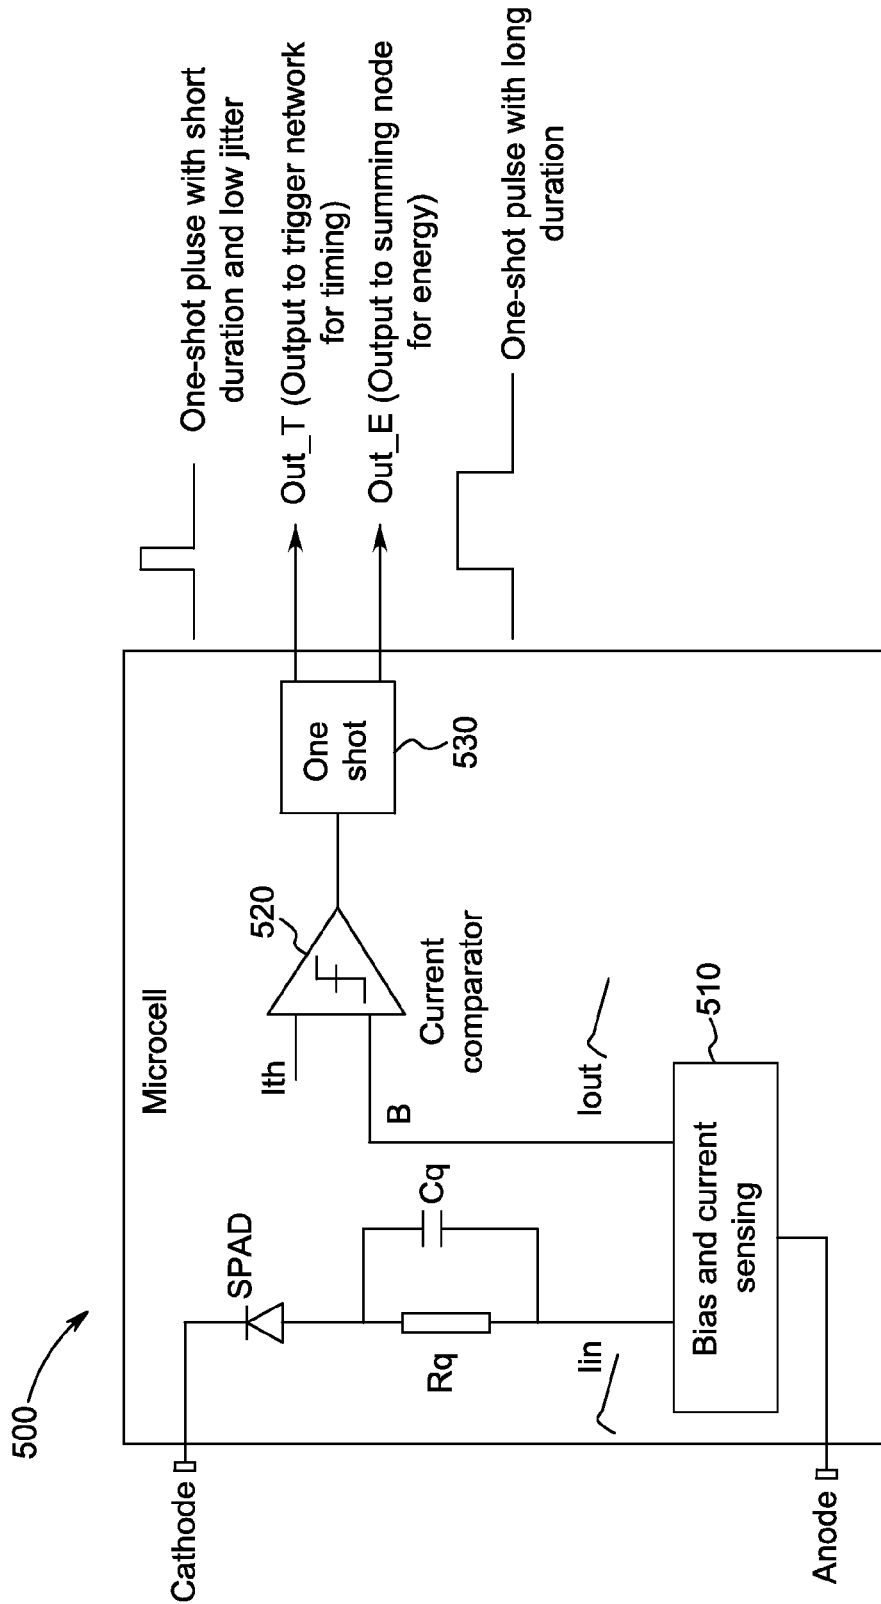 500
Microcell
Cathode
SPAD
Rq
Cq
Iin
Iout
Bias and current
sensing
510
Anode
Ith
B
520
Current
comparator
One
shot
530
One-shot pluse with short
duration and low jitter
Out_T (Output to trigger network
for timing)
Out_E (Output to summing node
for energy)
One-shot pulse with long
duration